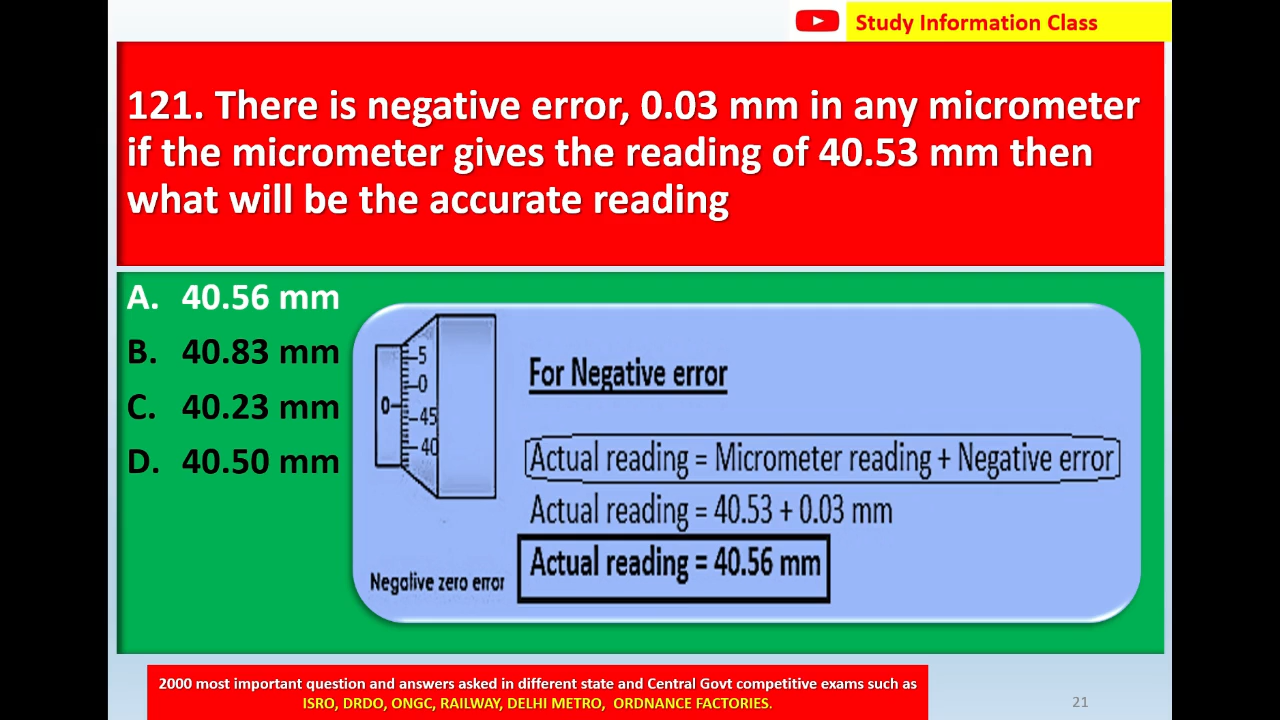 Study Information Class
121. There is negative error, 0.03 mm in any micrometer
if the micrometer gives the reading of 40.53 mm then
what will be the accurate reading
A. 40.56 mm
B. 40.83 mm
C. 40.23 mm
D. 40.50 mm
5
0
0
45
40
Negative zero error
For Negative error
Actual reading = Micrometer reading + Negative error
Actual reading = 40.53 + 0.03 mm
Actual reading = 40.56 mm
2000 most important question and answers asked in different state and Central Govt competitive exams such as
ISRO, DRDO, ONGC, RAILWAY, DELHI METRO, ORDNANCE FACTORIES.
21